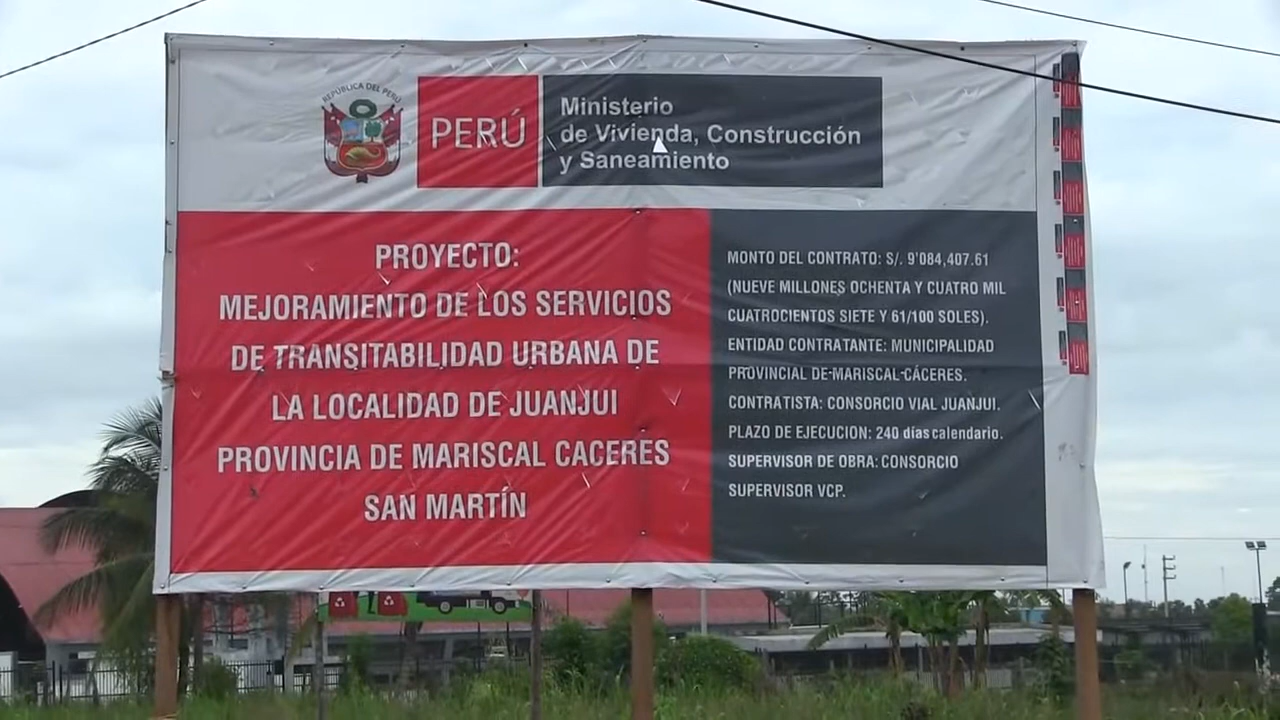 REPÚBLICA DEL PERÚ
PERÚ
Ministerio
de Vivienda, Construcción
y Saneamiento
PROYECTO:
MEJORAMIENTO DE LOS SERVICIOS
DE TRANSITABILIDAD URBANA DE
LA LOCALIDAD DE JUANJUI
PROVINCIA DE MARISCAL CACERES
SAN MARTÍN
MONTO DEL CONTRATO: S/. 9'084,407.61
(NUEVE MILLONES OCHENTA Y CUATRO MIL
CUATROCIENTOS SIETE Y 61/100 SOLES).
ENTIDAD CONTRATANTE: MUNICIPALIDAD
PROVINCIAL DE MARISCAL CÁCERES.
CONTRATISTA: CONSORCIO VIAL JUANJUI.
PLAZO DE EJECUCION: 240 días calendario.
SUPERVISOR DE OBRA: CONSORCIO
SUPERVISOR VCP.